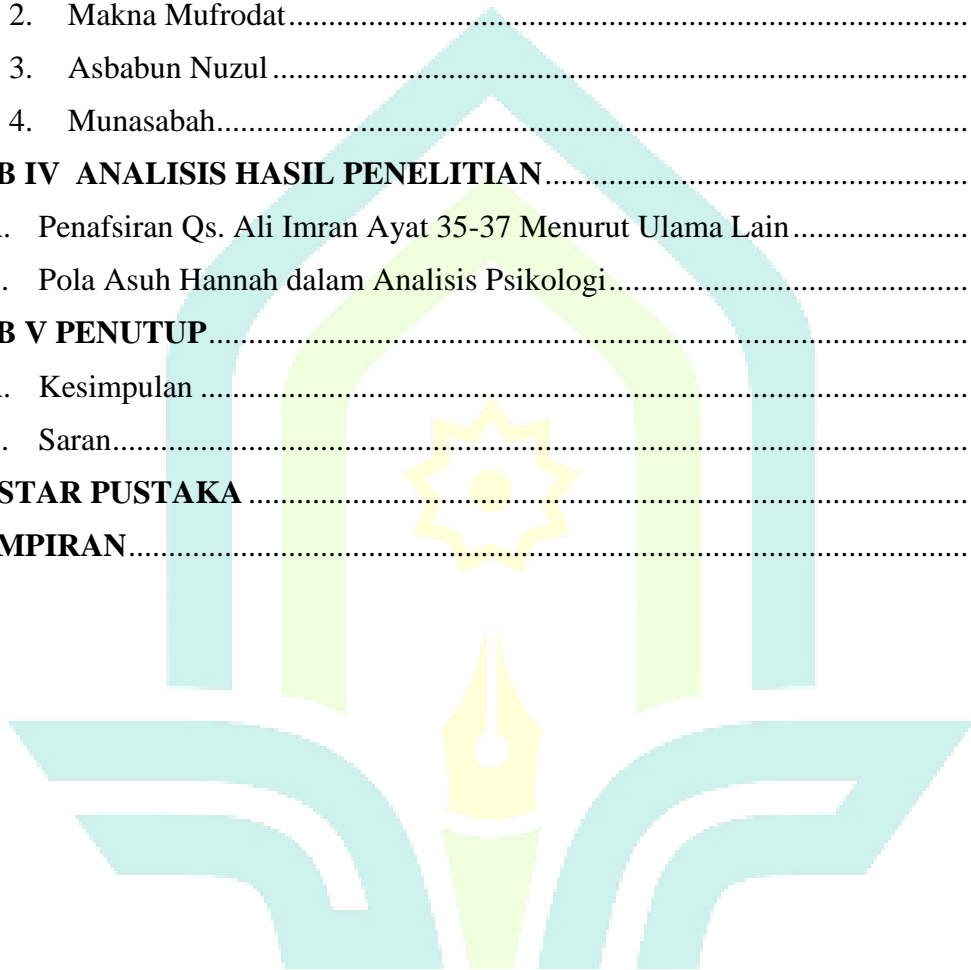 2. Makna Mufrodat........................................................................................
3. Asbabun Nuzul..........................................................................................
4. Munasabah.................................................................................................
B IV ANALISIS HASIL PENELITIAN.....................................................
. Penafsiran Qs. Ali Imran Ayat 35-37 Menurut Ulama Lain......................
. Pola Asuh Hannah dalam Analisis Psikologi.............................................
B V PENUTUP................................................................................................
. Kesimpulan ................................................................................................
. Saran...........................................................................................................
STAR PUSTAKA ...........................................................................................
MPIRAN.........................................................................................................